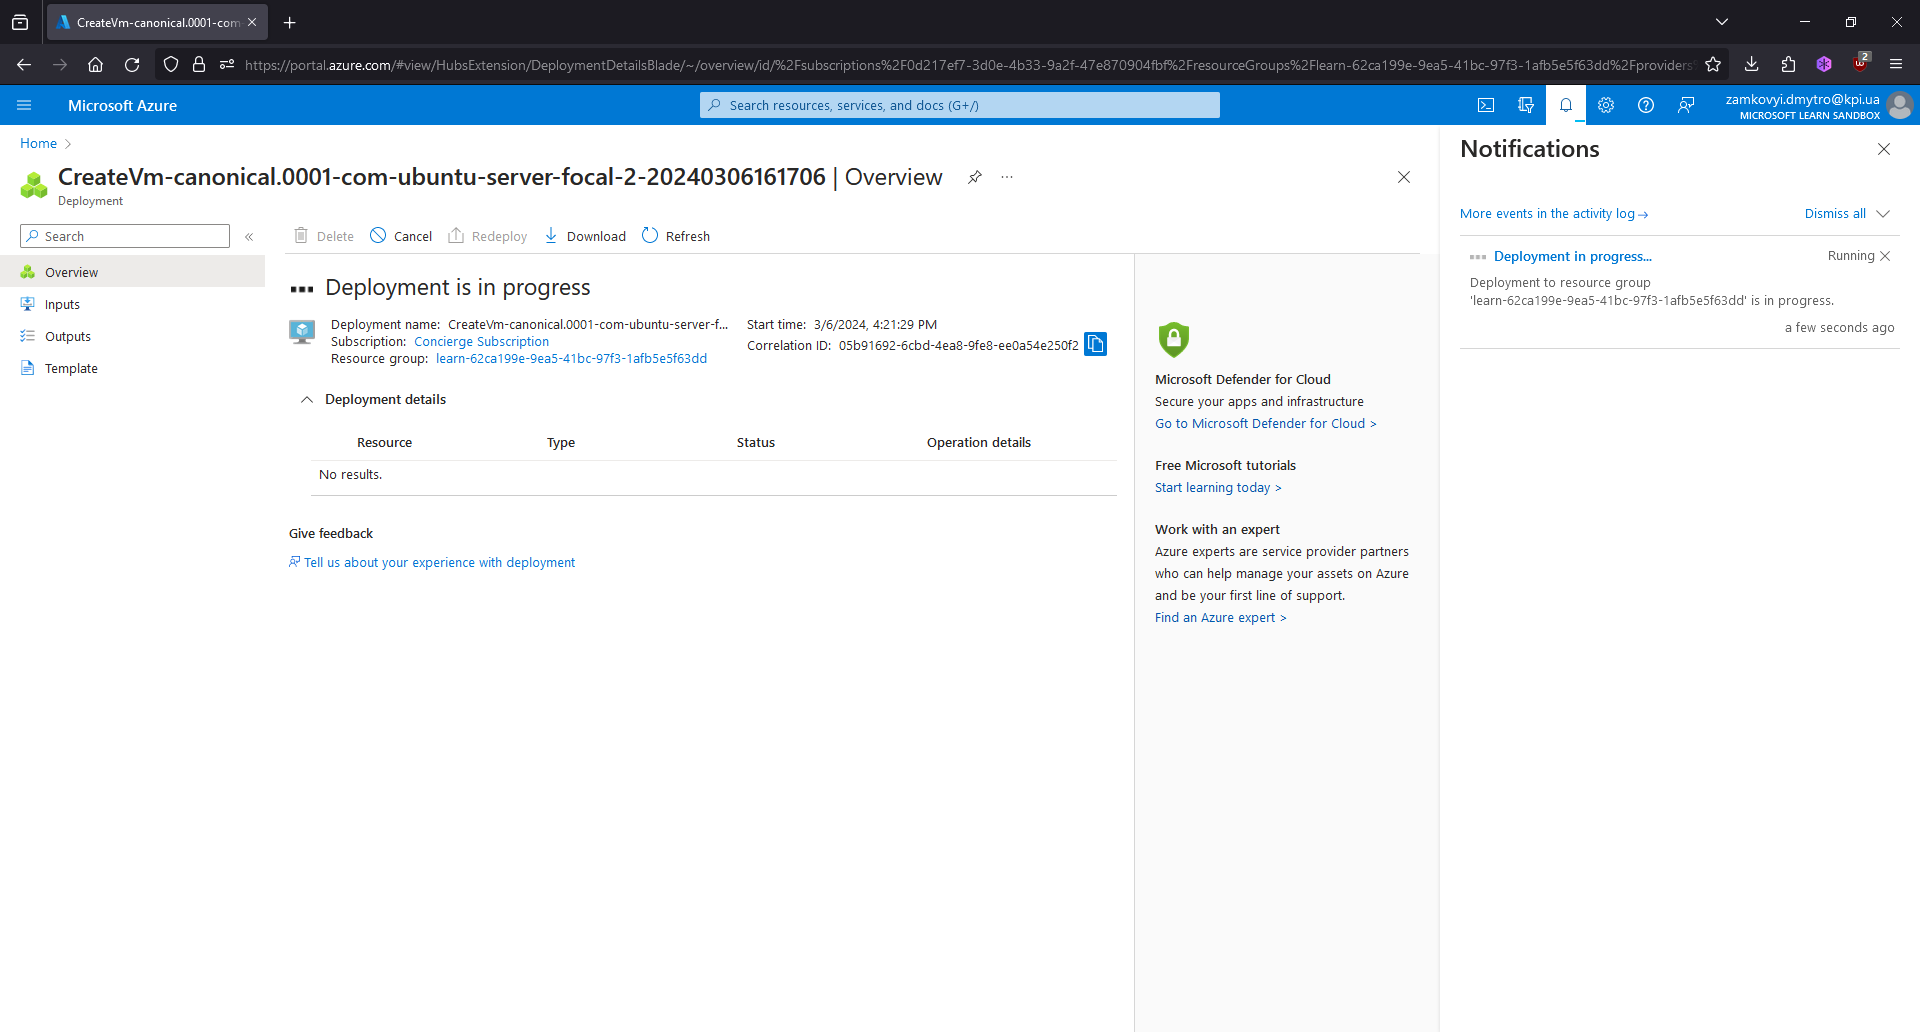 CreateVm-canonical.0001-com
https://portal.azure.com/#view/HubsExtension/DeploymentDetailsBlade/~/overview/id/%2Fsubscriptions%2F0d217ef7-3d0e-4b33-9a2f-47e870904fbf%2FresourceGroups%2Flearn-62ca199e-9ea5-41bc-97f3-1afb5e5f63dd%2Fproviders
2
Microsoft Azure
Search resources, services, and docs (G+/)
zamkovyi.dmytro@kpi.ua
MICROSOFT LEARN SANDBOX
Home
CreateVm-canonical.0001-com-ubuntu-server-focal-2-20240306161706 | Overview
Deployment
Search
Delete
Cancel
Redeploy
Download
Refresh
Overview
Inputs
Outputs
Template
Deployment is in progress
Deployment name: CreateVm-canonical.0001-com-ubuntu-server-f...
Subscription: Concierge Subscription
Resource group: learn-62ca199e-9ea5-41bc-97f3-1afb5e5f63dd
Start time: 3/6/2024, 4:21:29 PM
Correlation ID: 05b91692-6cbd-4ea8-9fe8-ee0a54e250f2
Deployment details
Resource Type Status Operation details
No results.
Give feedback
Tell us about your experience with deployment
Microsoft Defender for Cloud
Secure your apps and infrastructure
Go to Microsoft Defender for Cloud >
Free Microsoft tutorials
Start learning today >
Work with an expert
Azure experts are service provider partners
who can help manage your assets on Azure
and be your first line of support.
Find an Azure expert >
Notifications
More events in the activity log→
Dismiss all
Deployment in progress...
Running
Deployment to resource group
'learn-62ca199e-9ea5-41bc-97f3-1afb5e5f63dd' is in progress.
a few seconds ago